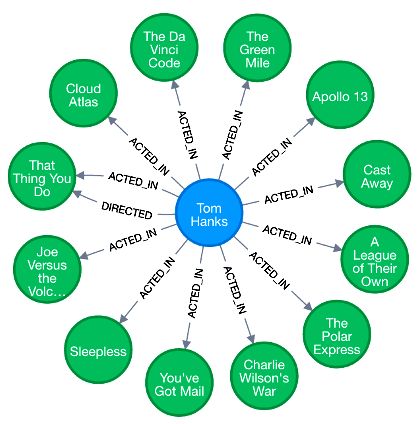 The Da
Vinci
Code
The
Green
Mile
Cloud
Atlas
Apollo 13
ACTED_IN
ACTED_IN
ACTED_IN
ACTED_IN
That
Thing You
Do
ACTED_IN
DIRECTED
Tom
Hanks
ACTED_IN
Cast
Away
Joe
Versus
the
Volc...
ACTED_IN
ACTED_IN
A
League
of Their
Own
ACTED_IN
ACTED_IN
ACTED_IN
ACTED_IN
Sleepless
You've
Got Mail
Charlie
Wilson's
War
The
Polar
Express